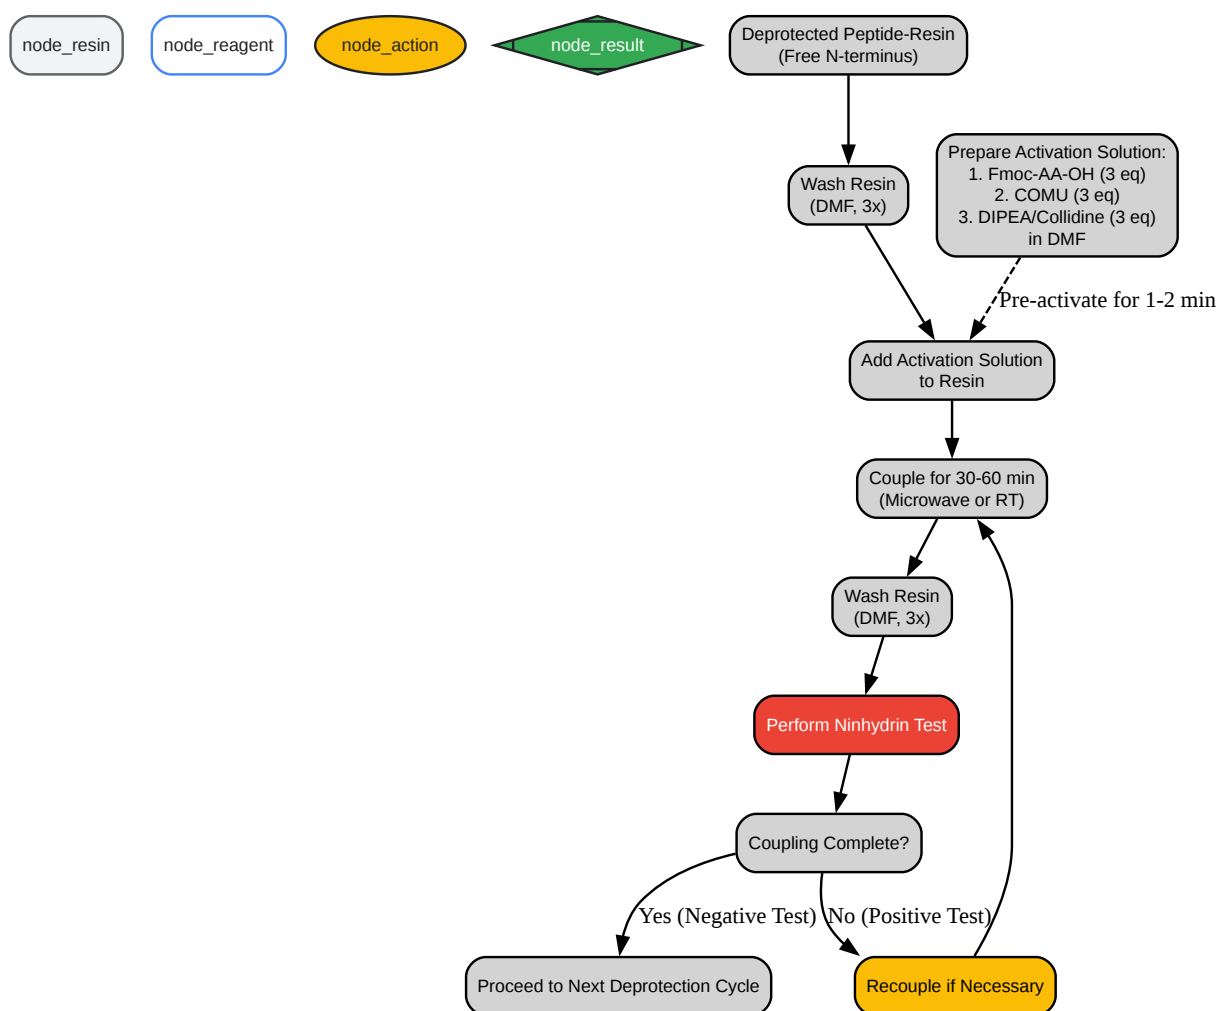 node_resin
node_reagent
node_action
node_result
Deprotected Peptide-Resin
(Free N-terminus)
Wash Resin
(DMF, 3x)
Prepare Activation Solution:
1. Fmoc-AA-OH (3 eq)
2. COMU (3 eq)
3. DIPEA/Collidine (3 eq)
in DMF
Pre-activate for 1-2 min
Add Activation Solution
to Resin
Couple for 30-60 min
(Microwave or RT)
Wash Resin
(DMF, 3x)
Perform Ninhydrin Test
Coupling Complete?
Yes (Negative Test)
No (Positive Test)
Proceed to Next Deprotection Cycle
Recouple if Necessary